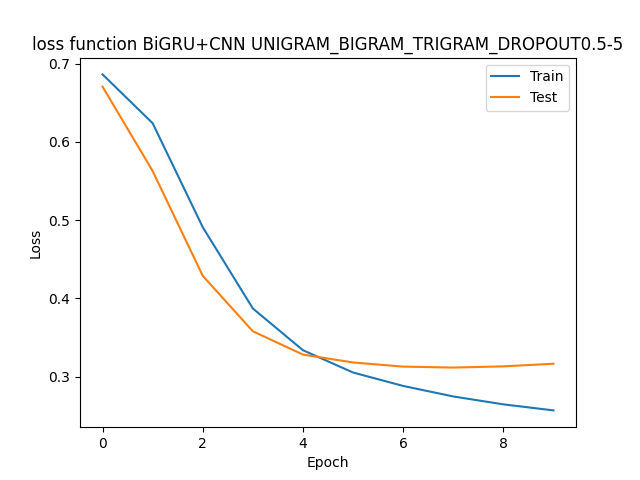 loss function BiGRU+CNN UNIGRAM_BIGRAM_TRIGRAM_DROPOUT0.5-5
Train
Test
0.7
0.6
0.5
0.4
0.3
Loss
0 2 4 6 8
Epoch